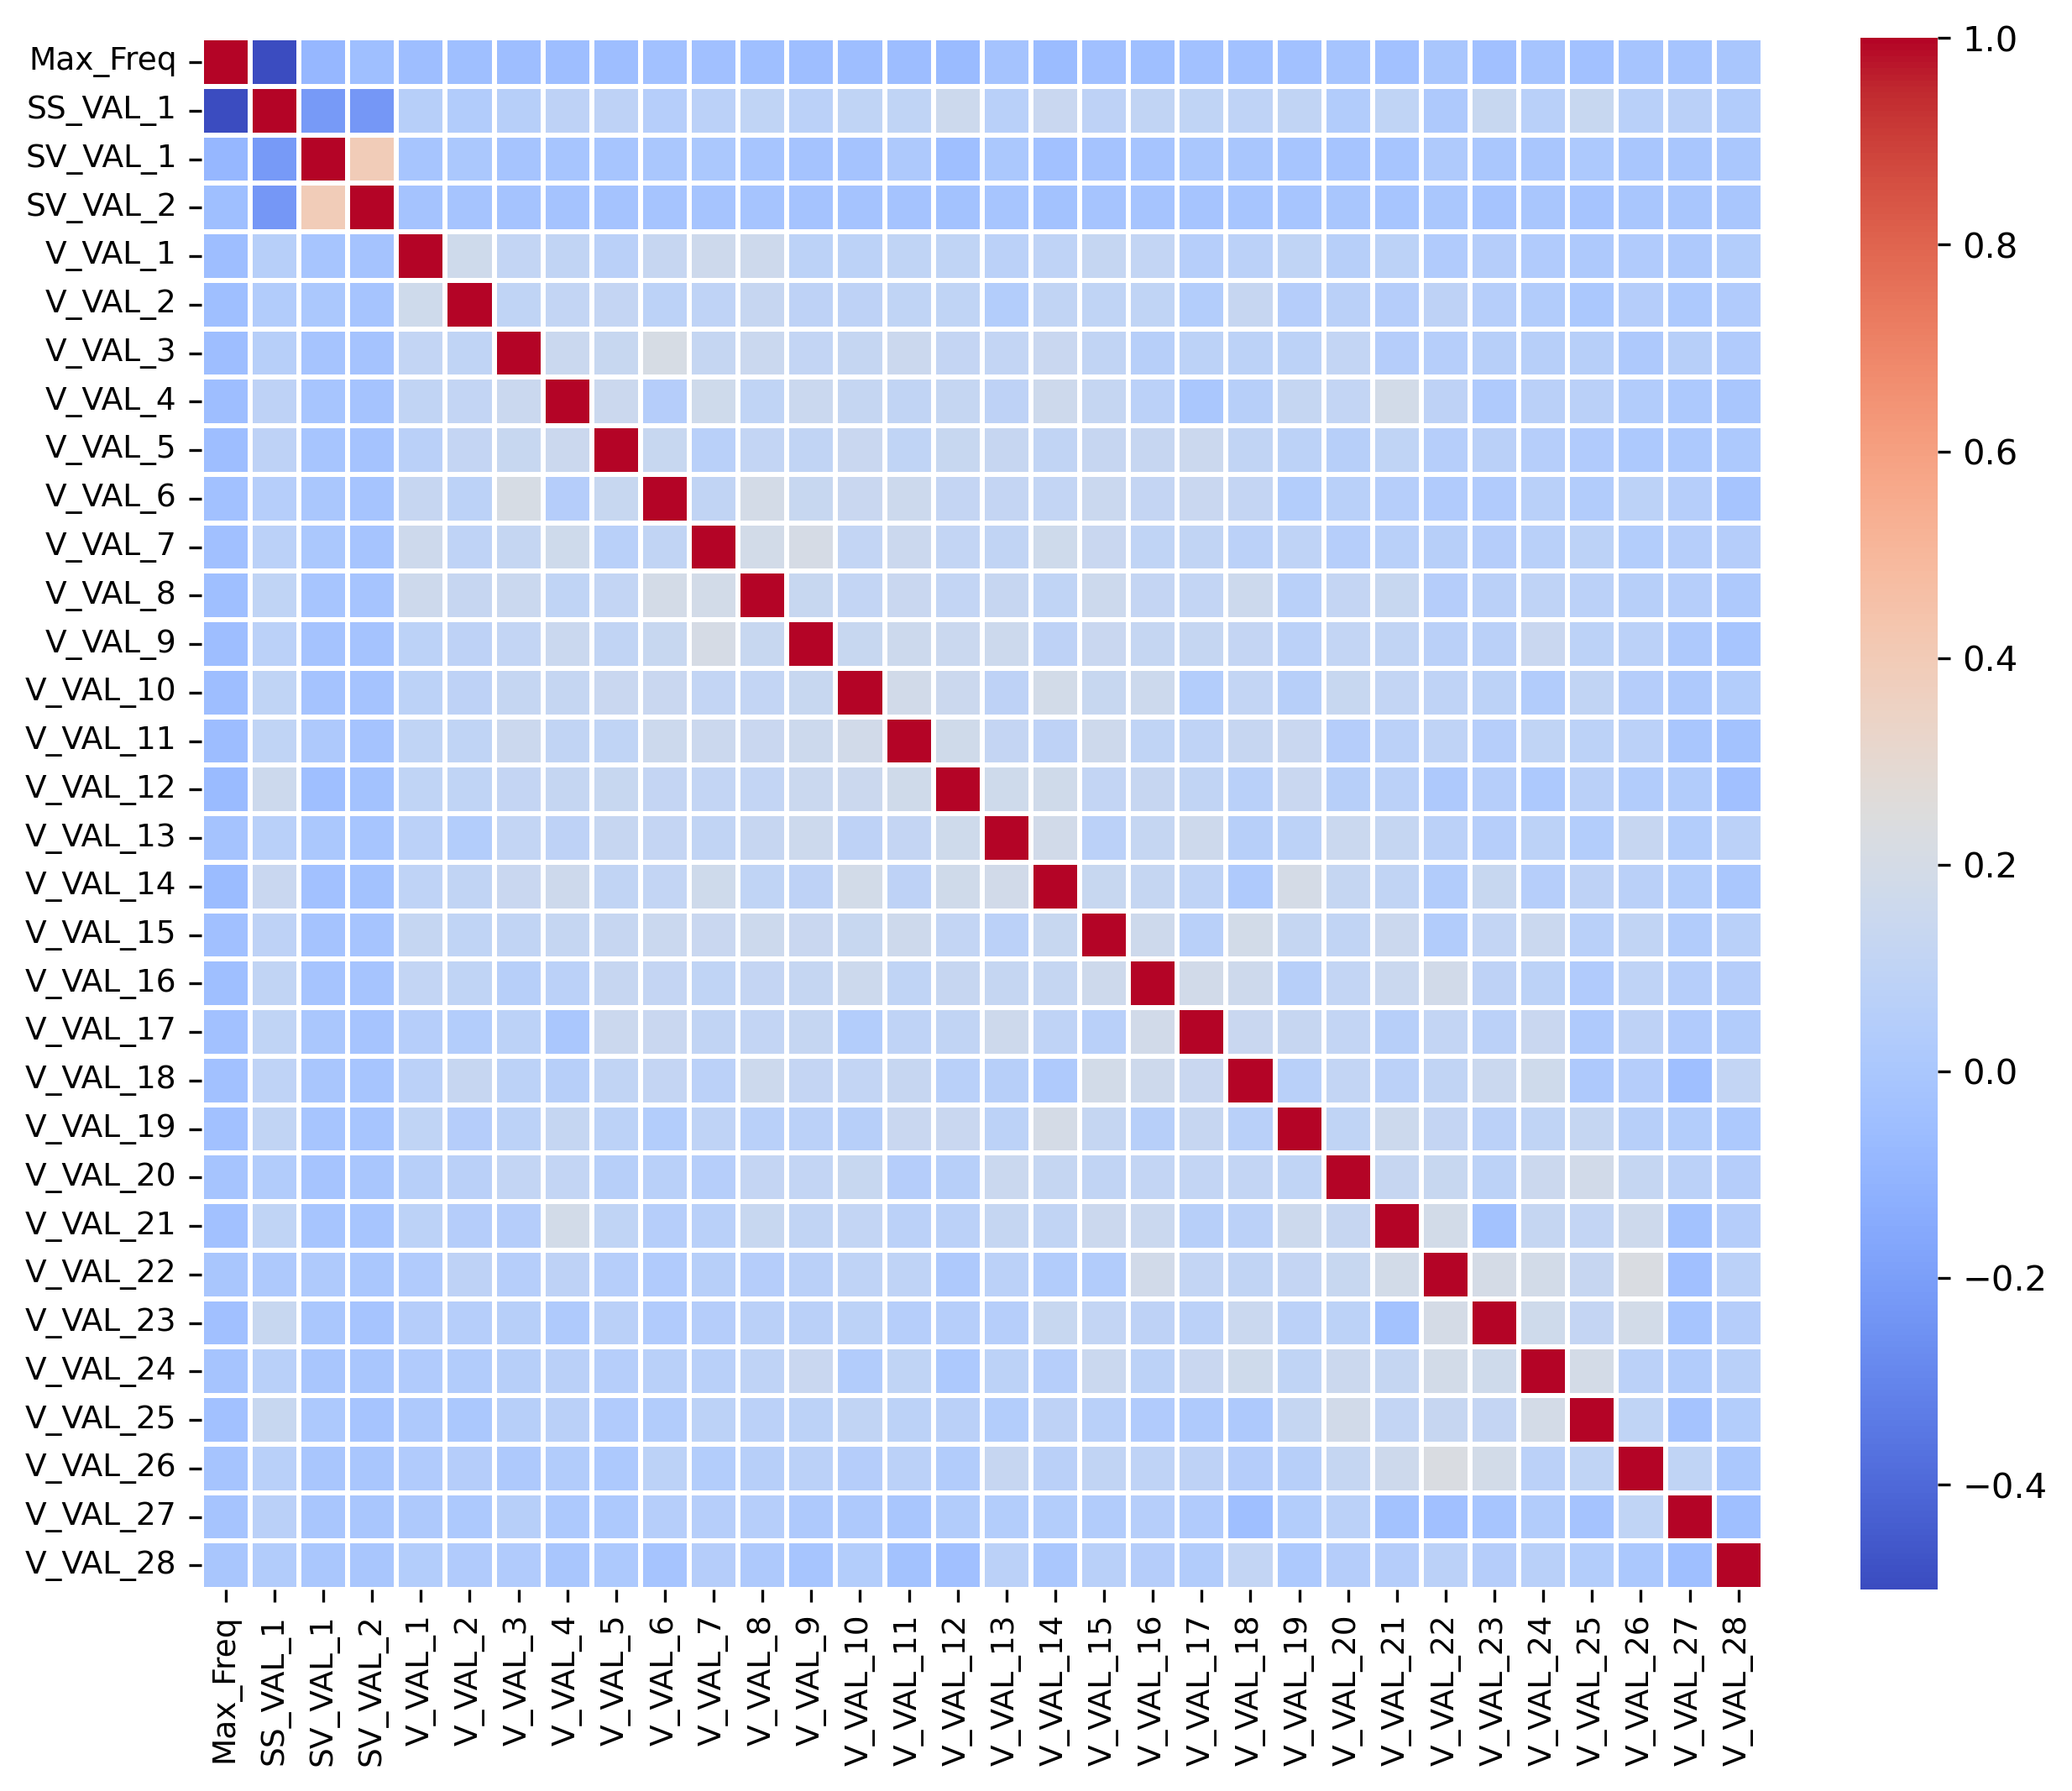 Max_Freq
SS_VAL_1
SV_VAL_1
SV_VAL_2
V_VAL_1
V_VAL_2
V_VAL_3
V_VAL_4
V_VAL_5
V_VAL_6
V_VAL_7
V_VAL_8
V_VAL_9
V_VAL_10
V_VAL_11
V_VAL_12
V_VAL_13
V_VAL_14
V_VAL_15
V_VAL_16
V_VAL_17
V_VAL_18
V_VAL_19
V_VAL_20
V_VAL_21
V_VAL_22
V_VAL_23
V_VAL_24
V_VAL_25
V_VAL_26
V_VAL_27
V_VAL_28
Max_Freq
SS_VAL_1
SV_VAL_1
SV_VAL_2
V_VAL_1
V_VAL_2
V_VAL_3
V_VAL_4
V_VAL_5
V_VAL_6
V_VAL_7
V_VAL_8
V_VAL_9
V_VAL_10
V_VAL_11
V_VAL_12
V_VAL_13
V_VAL_14
V_VAL_15
V_VAL_16
V_VAL_17
V_VAL_18
V_VAL_19
V_VAL_20
V_VAL_21
V_VAL_22
V_VAL_23
V_VAL_24
V_VAL_25
V_VAL_26
V_VAL_27
V_VAL_28
1.0
0.8
0.6
0.4
0.2
0.0
−0.2
−0.4